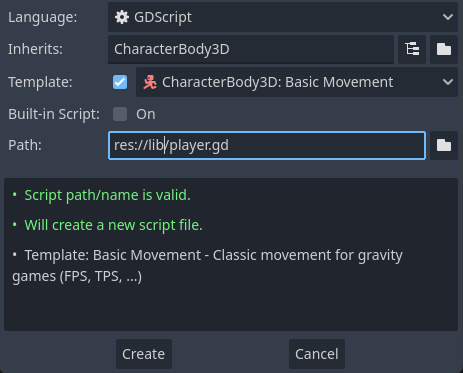 Language: GDScript
Inherits: CharacterBody3D
Template: CharacterBody3D: Basic Movement
Built-in Script: On
Path: res://lib/player.gd
• Script path/name is valid.
• Will create a new script file.
• Template: Basic Movement - Classic movement for gravity
games (FPS, TPS, ...)
Create Cancel